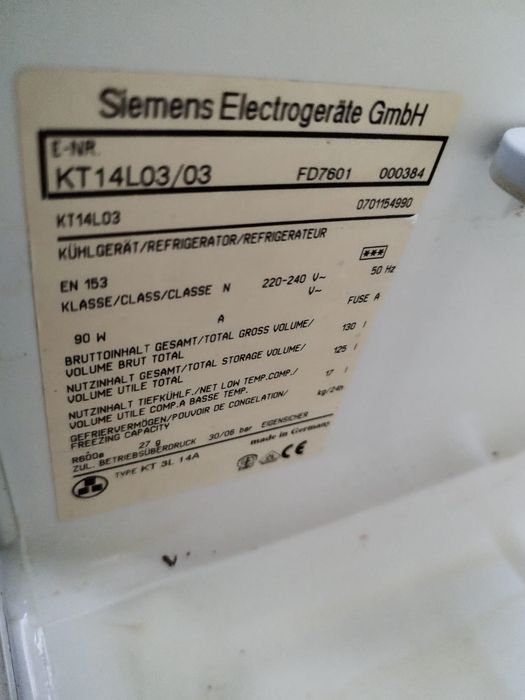 Siemens Electrogeräte GmbH
E-NR.
KT14L03/03 FD7601 000384
KT14L03 0701154990
KÜHLGERÄT/REFRIGERATOR/REFRIGERATEUR
***
EN 153 220-240 V~ 50 Hz
KLASSE/CLASS/CLASSE N V~
A FUSE A
90 W
BRUTTOINHALT GESAMT/TOTAL GROSS VOLUME/ 130 l
VOLUME BRUT TOTAL
NUTZINHALT GESAMT/TOTAL STORAGE VOLUME/ 125 l
VOLUME UTILE TOTAL
NUTZINHALT TIEFKÜHLF./NET LOW TEMP.COMP./ 17 l
VOLUME UTILE COMP.A BASSE TEMP.
GEFRIERVERMÖGEN/POUVOIR DE CONGELATION/ kg/24h
FREEZING CAPACITY
R600a 27 g
ZUL. BETRIEBSÜBERDRUCK 30/06 bar EIGENSICHER
made in Germany
TYPE KT 3L 14A CE